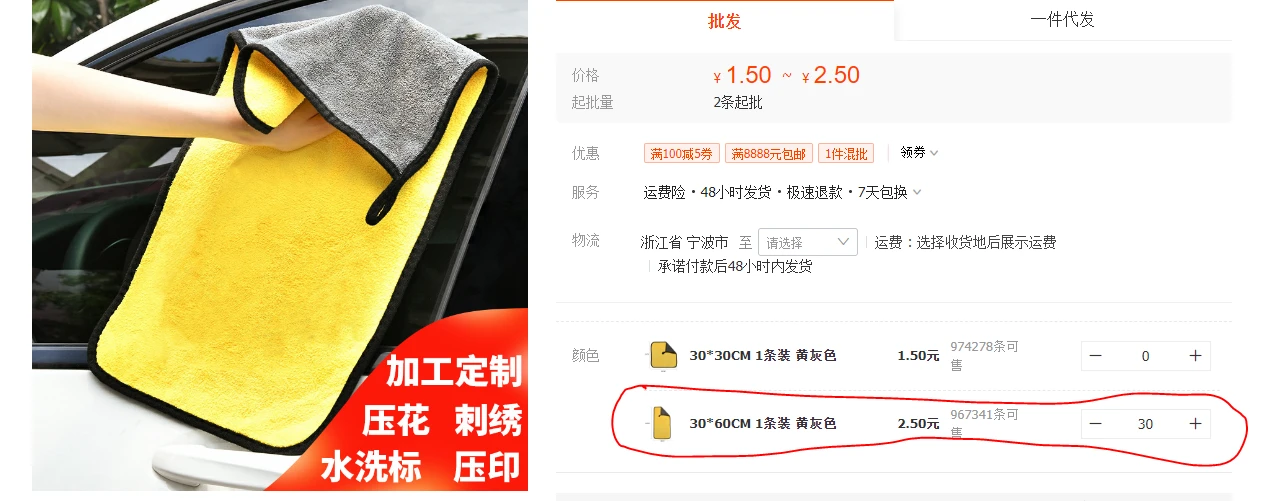 加工定制
压花 刺绣
水洗标 压印
批发
一件代发
价格 ¥1.50 ~ ¥2.50
起批量 2条起批
优惠 满100减5券 满8888元包邮 1件混批 领券
服务 运费险·48小时发货·极速退款·7天包换
物流 浙江省 宁波市 至 请选择 运费：选择收货地后展示运费
承诺付款后48小时内发货
颜色 30*30CM 1条装 黄灰色 1.50元 974278条可售 − 0 +
30*60CM 1条装 黄灰色 2.50元 967341条可售 − 30 +